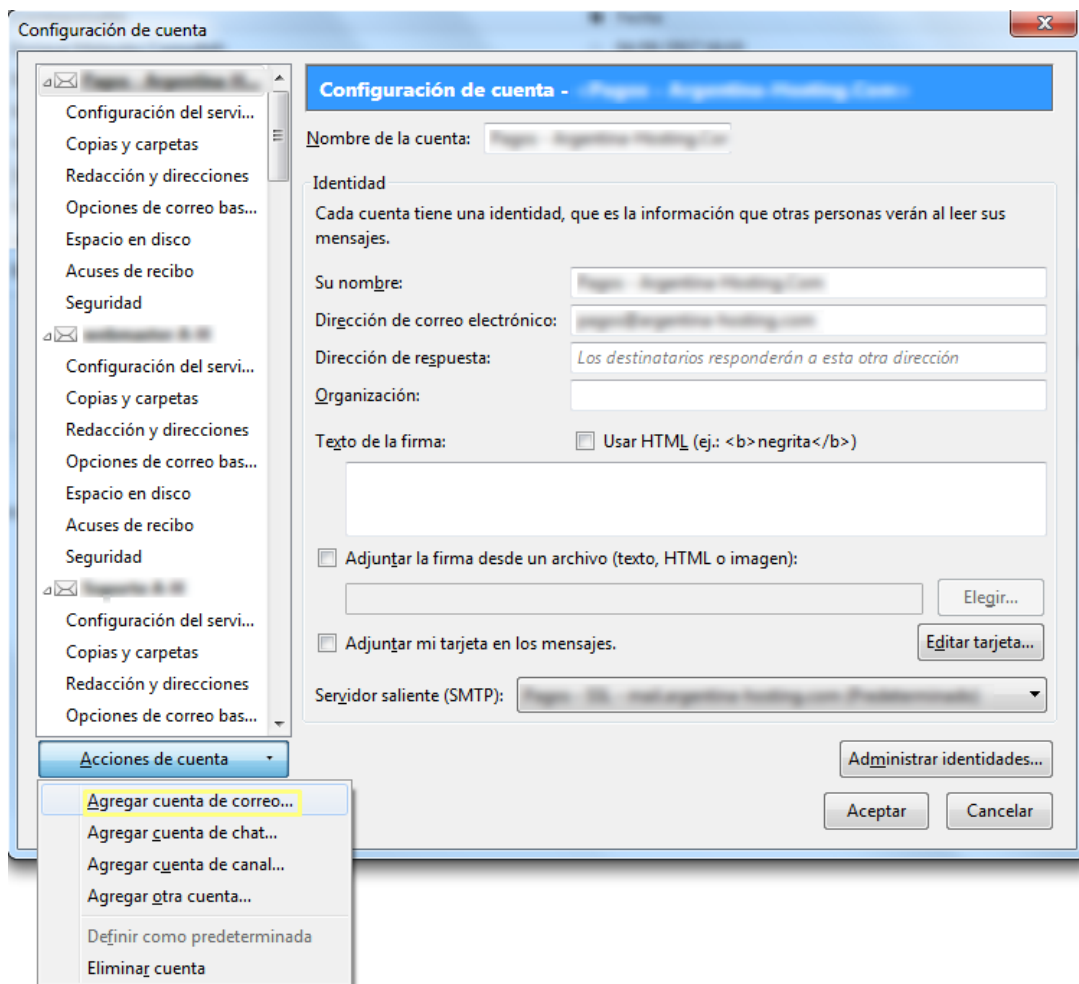 Configuración de cuenta
Configuración del servi...
Copias y carpetas
Redacción y direcciones
Opciones de correo bas...
Espacio en disco
Acuses de recibo
Seguridad
Configuración del servi...
Copias y carpetas
Redacción y direcciones
Opciones de correo bas...
Espacio en disco
Acuses de recibo
Seguridad
Configuración del servi...
Copias y carpetas
Redacción y direcciones
Opciones de correo bas...
Acciones de cuenta
Agregar cuenta de correo...
Agregar cuenta de chat...
Agregar cuenta de canal...
Agregar otra cuenta...
Definir como predeterminada
Eliminar cuenta
Configuración de cuenta -
Nombre de la cuenta:
Identidad
Cada cuenta tiene una identidad, que es la información que otras personas verán al leer sus
mensajes.
Su nombre:
Dirección de correo electrónico:
Dirección de respuesta: Los destinatarios responderán a esta otra dirección
Organización:
Texto de la firma: Usar HTML (ej.: <b>negrita</b>)
Adjuntar la firma desde un archivo (texto, HTML o imagen):
Elegir...
Adjuntar mi tarjeta en los mensajes. Editar tarjeta...
Servidor saliente (SMTP):
Administrar identidades...
Aceptar Cancelar